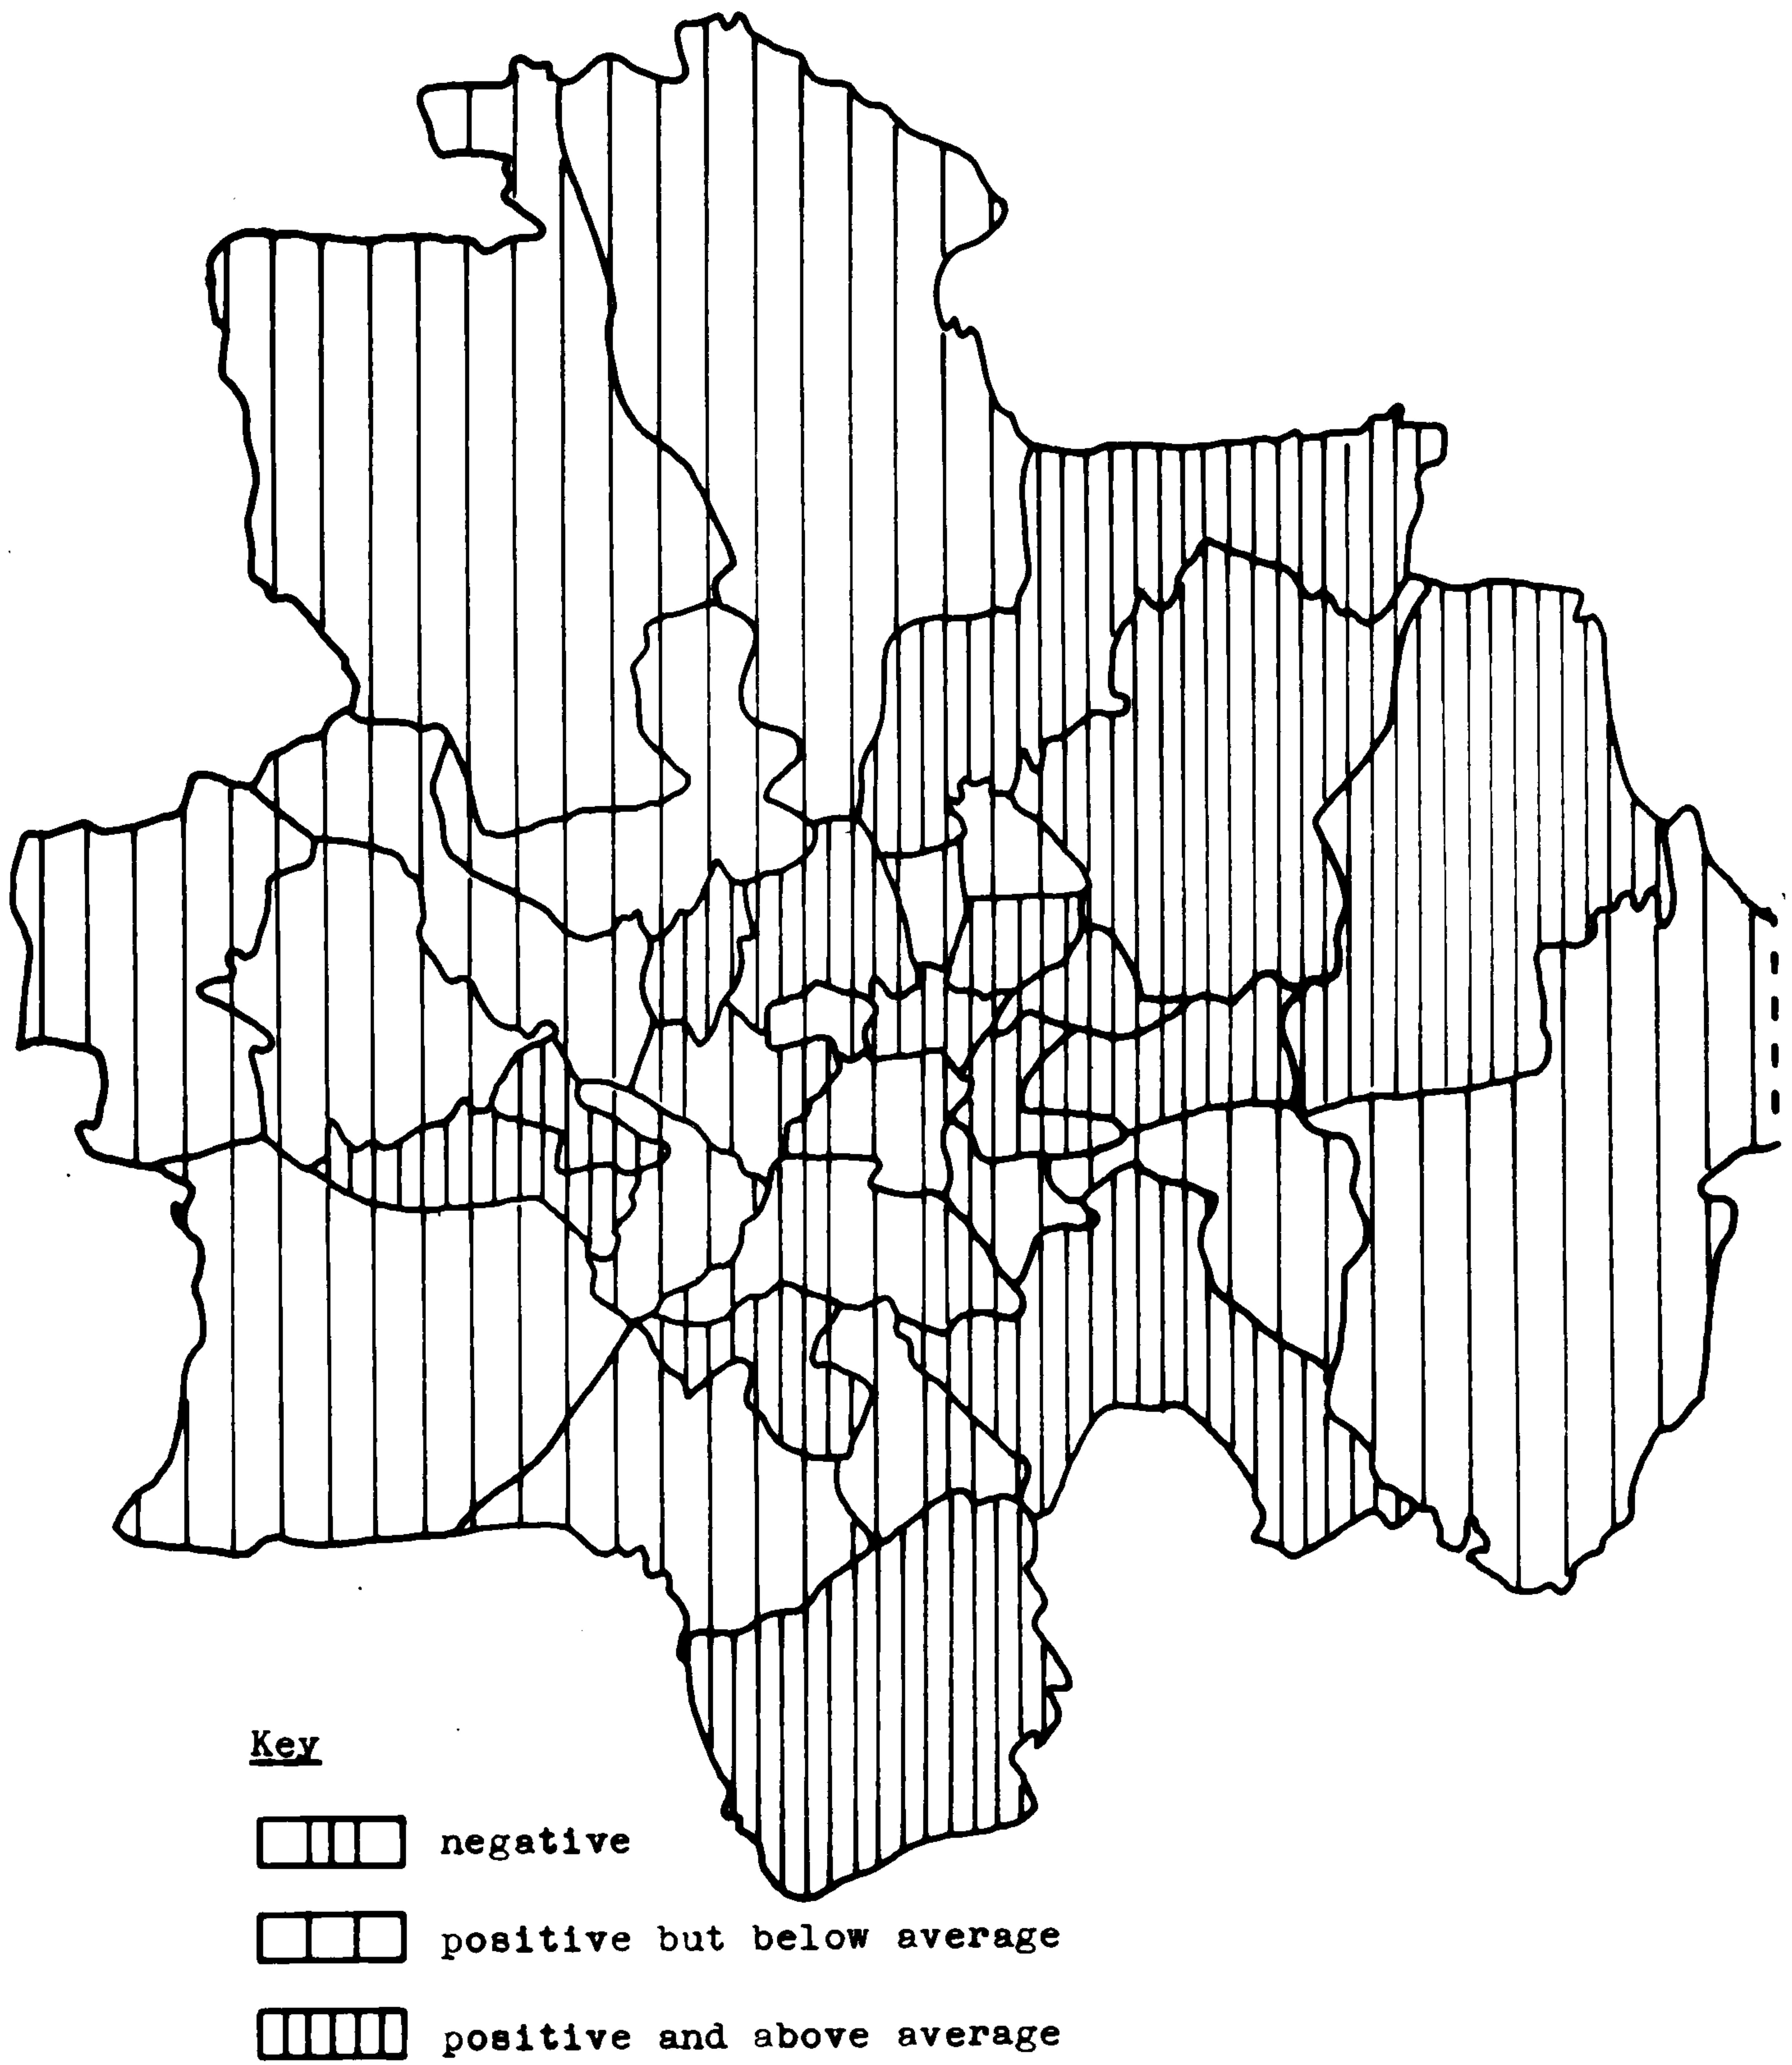 Key
negative
positive but below average
positive and above average